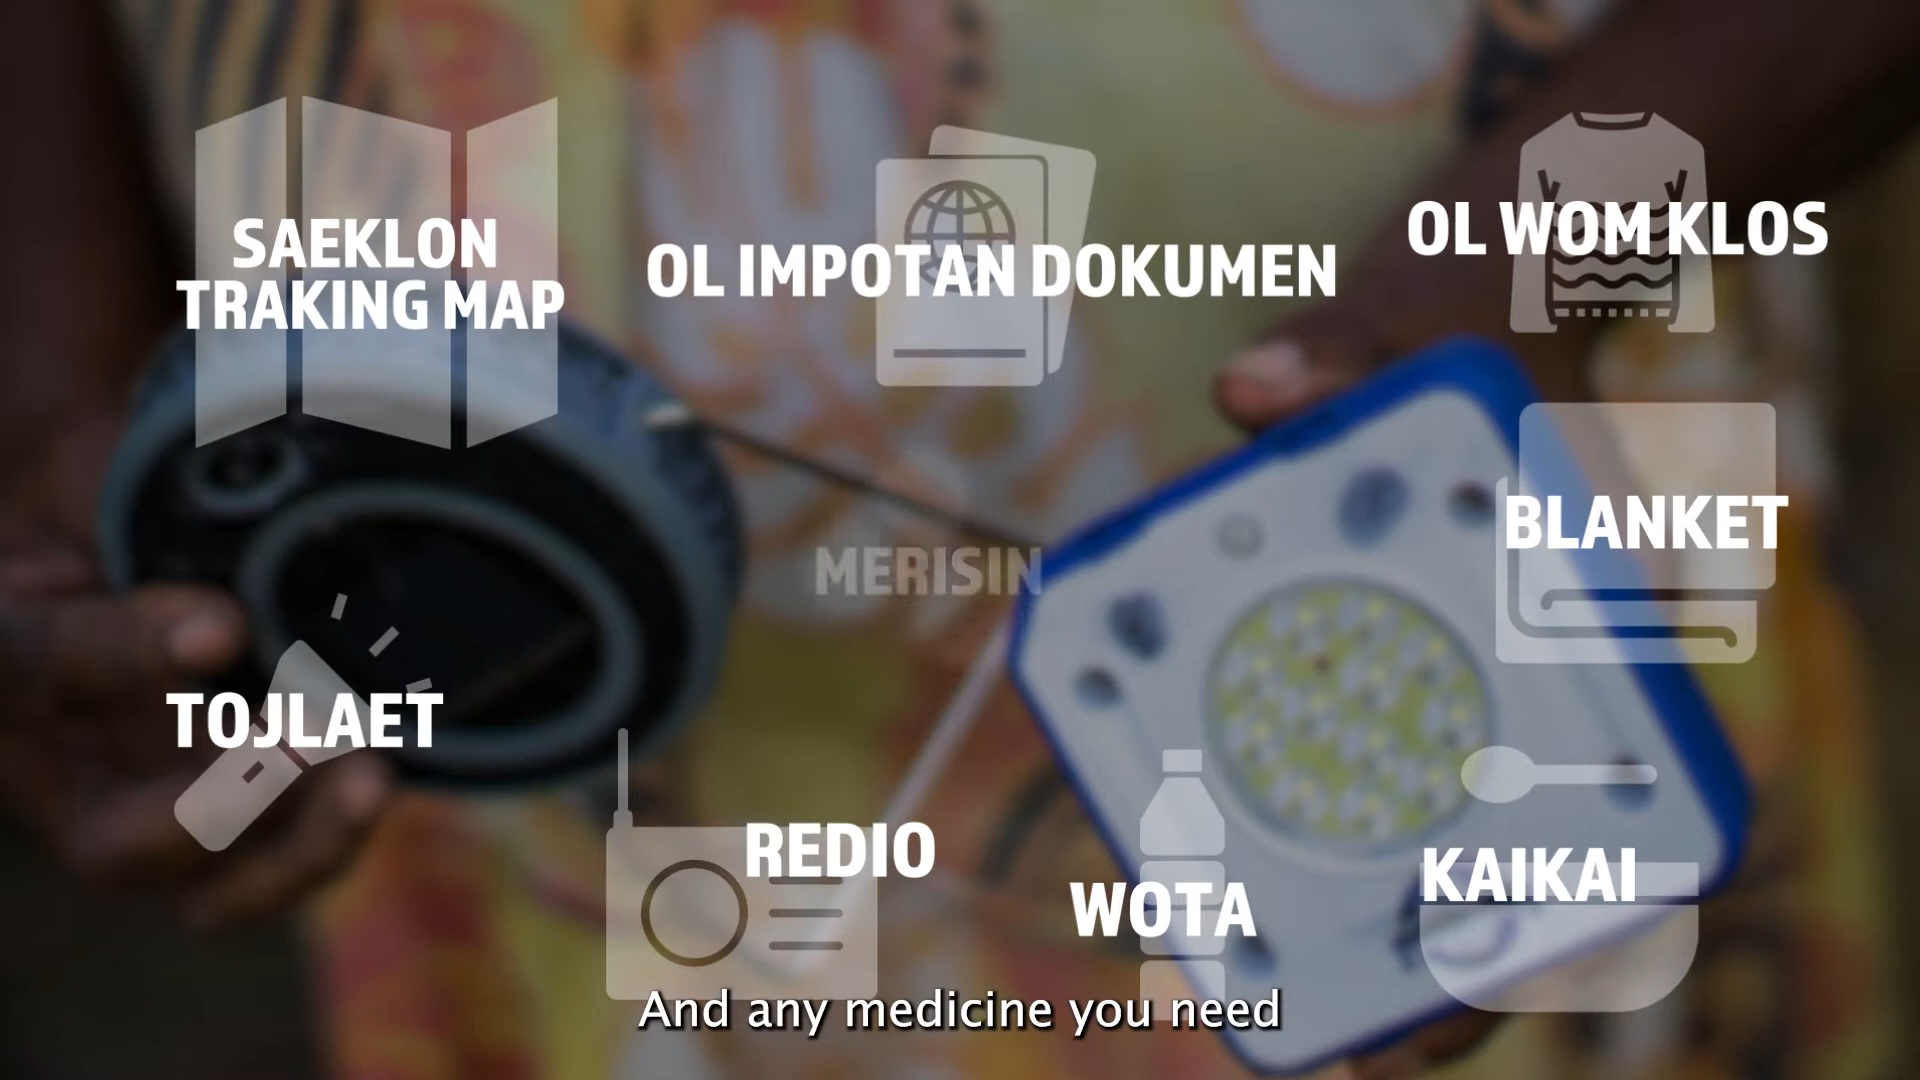 SAEKLON
TRAKING MAP
OL IMPOTAN DOKUMEN
OL WOM KLOS
BLANKET
MERISIN
TOJLAET
REDIO
WOTA
KAIKAI
And any medicine you need